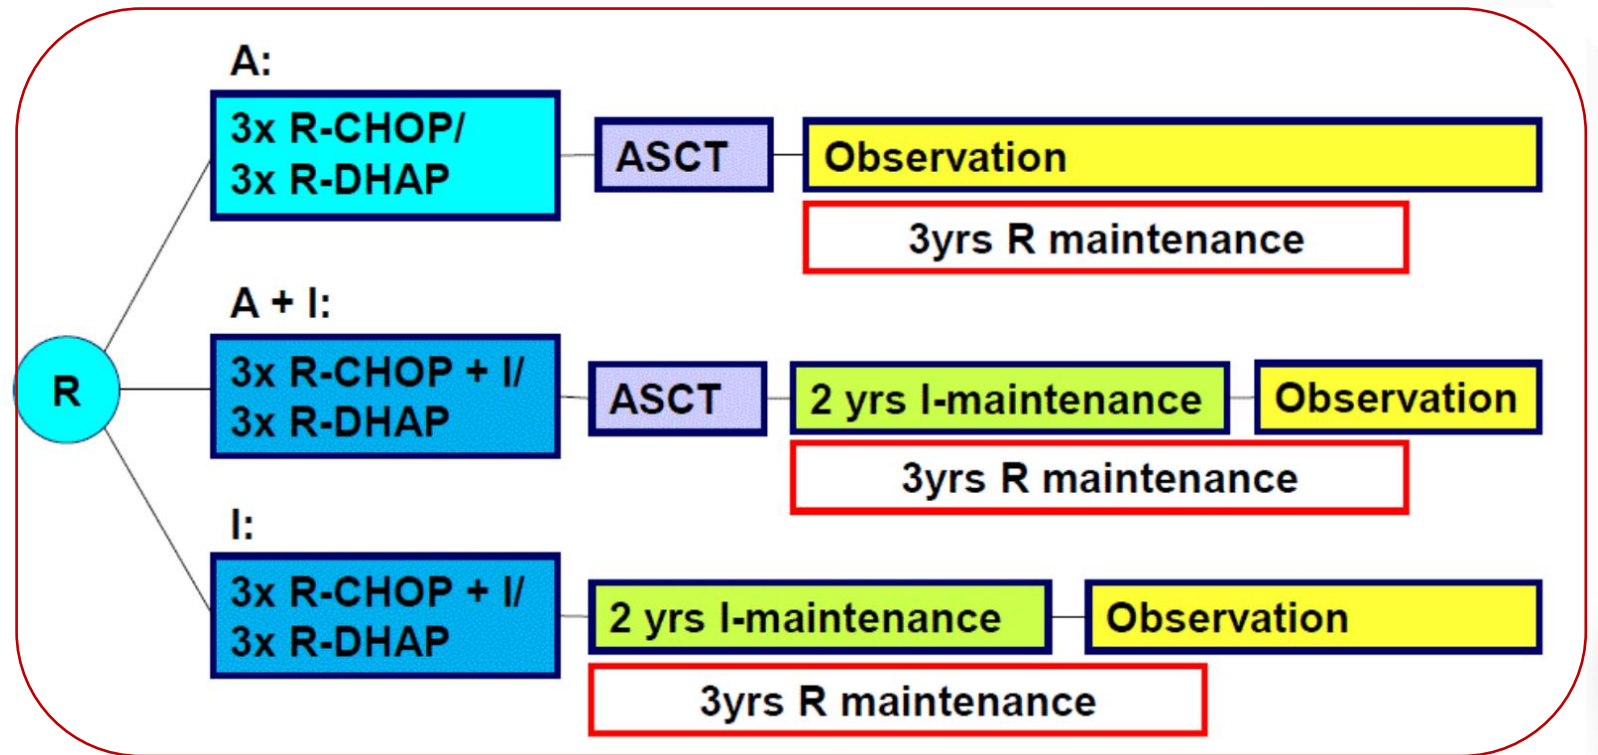 A:
3x R-CHOP/
3x R-DHAP
ASCT
Observation
3yrs R maintenance
A + I:
R
3x R-CHOP + I/
3x R-DHAP
ASCT
2 yrs I-maintenance
Observation
3yrs R maintenance
I:
3x R-CHOP + I/
3x R-DHAP
2 yrs I-maintenance
Observation
3yrs R maintenance